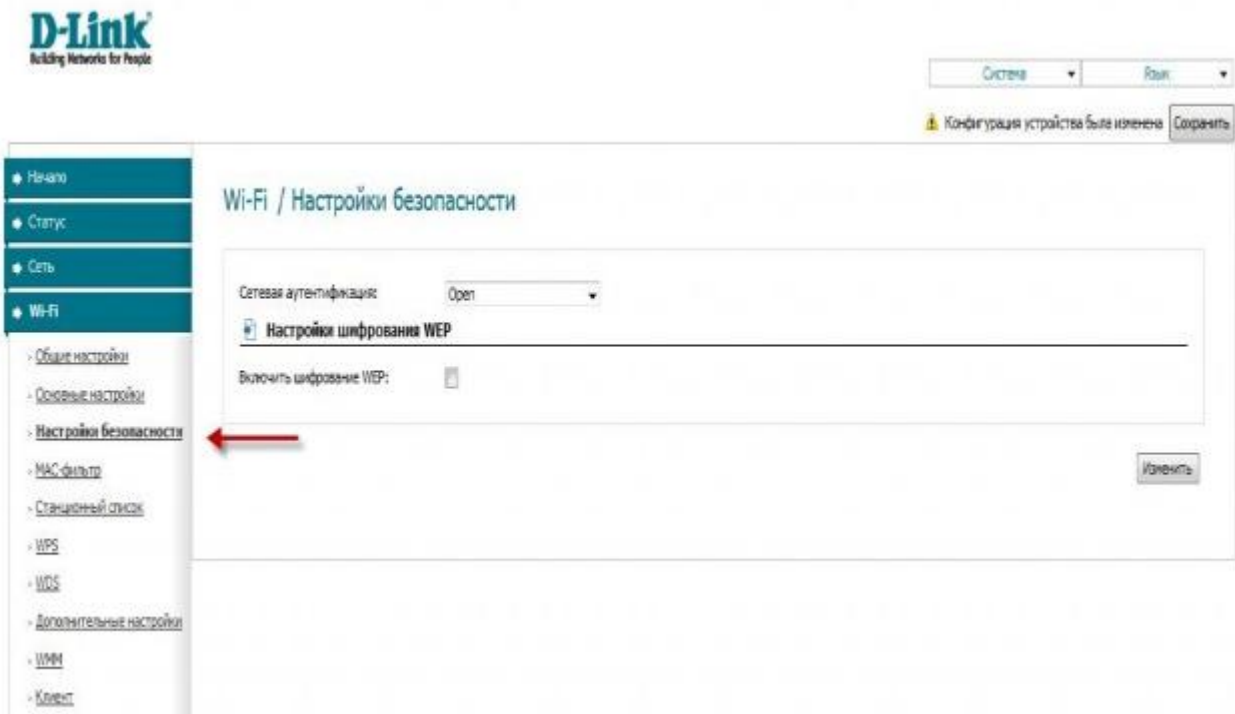 D-Link
Building Networks for People
Система
Язык
Конфигурация устройства была изменена
Сохранить
Начало
Статус
Сеть
Wi-Fi
Общие настройки
Основные настройки
Настройки безопасности
MAC-фильтр
Станционный список
WPS
WDS
Дополнительные настройки
WMM
Клиент
Wi-Fi / Настройки безопасности
Сетевая аутентификация:
Open
Настройки шифрования WEP
Включить шифрование WEP:
Изменить